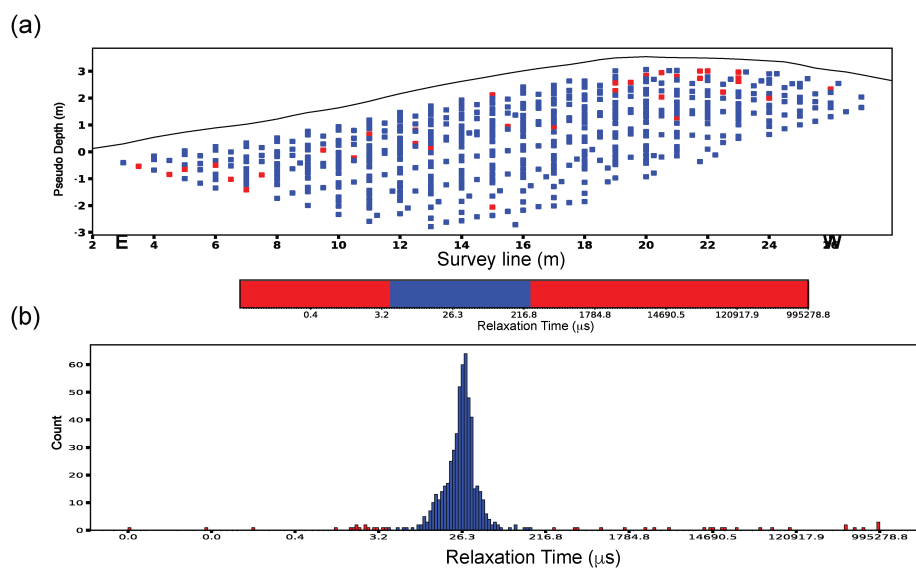 (a)
Pseudo Depth (m)
3
2
1
0
-1
-2
-3
2 4 6 8 10 12 14 16 18 20 22 24
E W
Survey line (m)
0.4 3.2 26.3 216.8 1784.8 14690.5 120917.9 995278.8
Relaxation Time (μs)
(b)
Count
60
50
40
30
20
10
0
0.0 0.0 0.4 3.2 26.3 216.8 1784.8 14690.5 120917.9 995278.8
Relaxation Time (μs)